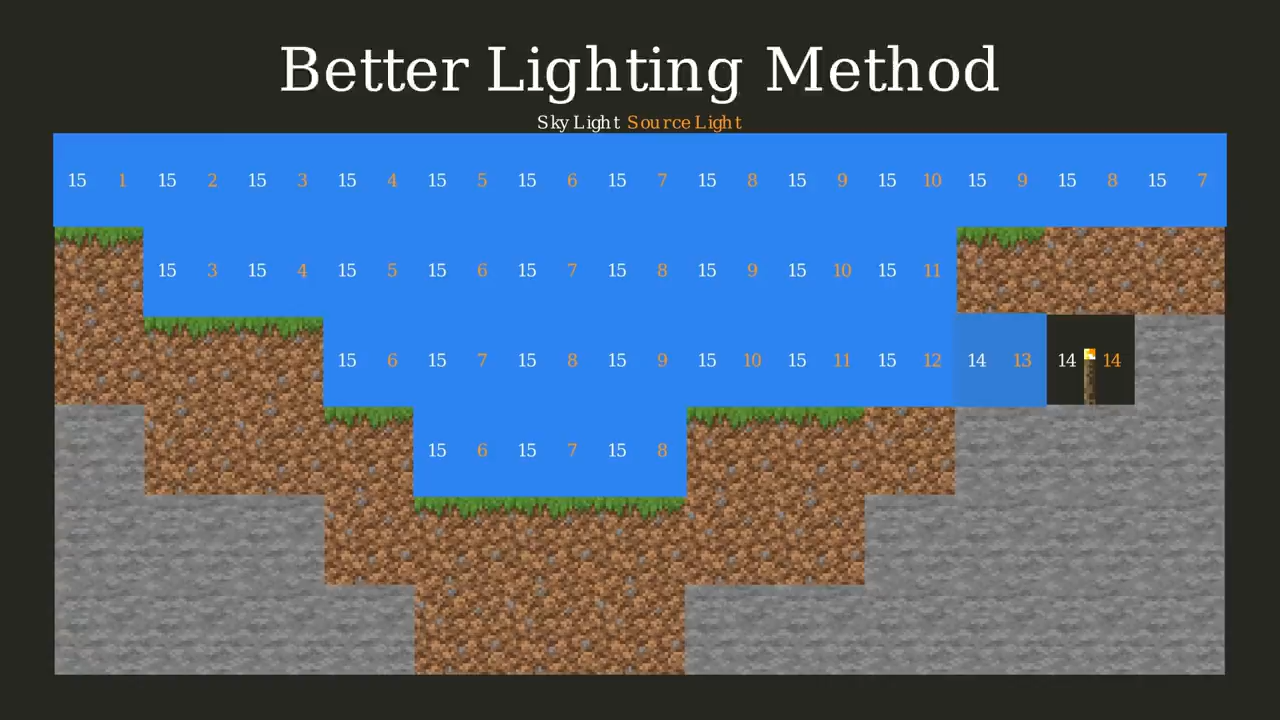 Better Lighting Method
Sky Light Source Light
15 1 15 2 15 3 15 4 15 5 15 6 15 7 15 8 15 9 15 10 15 9 15 8 15 7
15 3 15 4 15 5 15 6 15 7 15 8 15 9 15 10 15 11
15 6 15 7 15 8 15 9 15 10 15 11 15 12 14 13 14 14
15 6 15 7 15 8